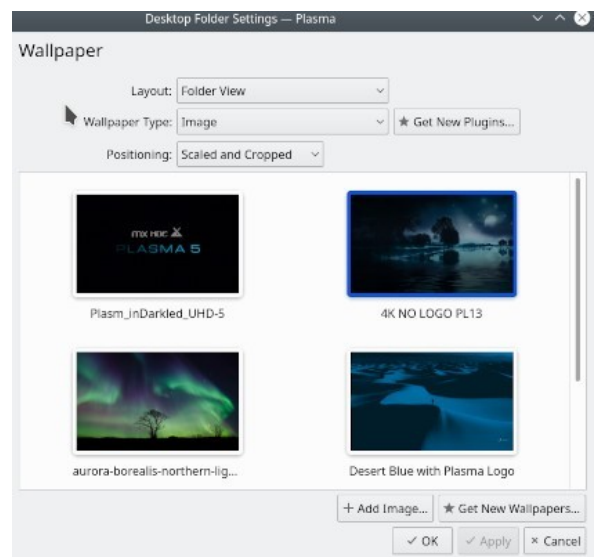 Desktop Folder Settings — Plasma
Wallpaper
Layout: Folder View
Wallpaper Type: Image ★ Get New Plugins...
Positioning: Scaled and Cropped
PLASMA 5
Plasm_inDarkled_UHD-5 4K NO LOGO PL13
aurora-borealis-northern-lig... Desert Blue with Plasma Logo
+ Add Image... ★ Get New Wallpapers...
✓ OK ✓ Apply × Cancel